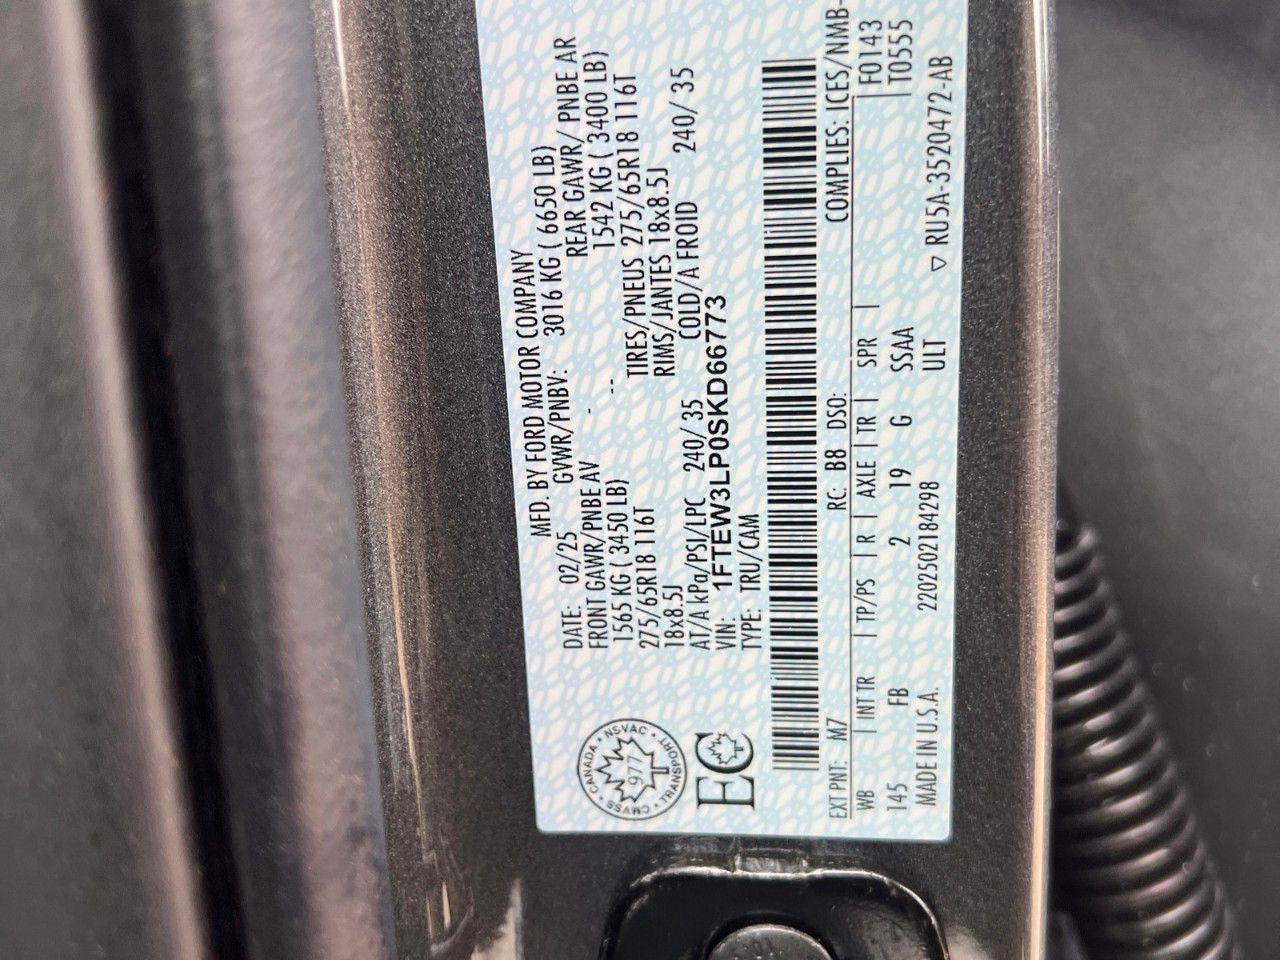 MFD. BY FORD MOTOR COMPANY
DATE: 02/25 GVWR/PNBV: 3016 KG ( 6650 LB)
FRONT GAWR/PNBE AV - REAR GAWR/ PNBE AR
1565 KG ( 3450 LB) -- 1542 KG ( 3400 LB)
275/65R18 116T TIRES/PNEUS 275/65R18 116T
18x8.5J RIMS/JANTES 18x8.5J
AT/A kPa/PSI/LPC 240/ 35 COLD/A FROID 240/ 35
VIN: 1FTEW3LP0SKD66773
TYPE: TRU/CAM
CANADA • NSVAC • TRANSPORT • CMVSS •
977
EC
COMPLIES: ICES/NMB-
EXT PNT: M7 RC: B8 DSO: F0143
WB INT TR TP/PS R AXLE TR SPR T0555
145 FB 2 19 G SSAA
ULT
MADE IN U.S.A. 2202502184298 ▽ RU5A-3520472-AB